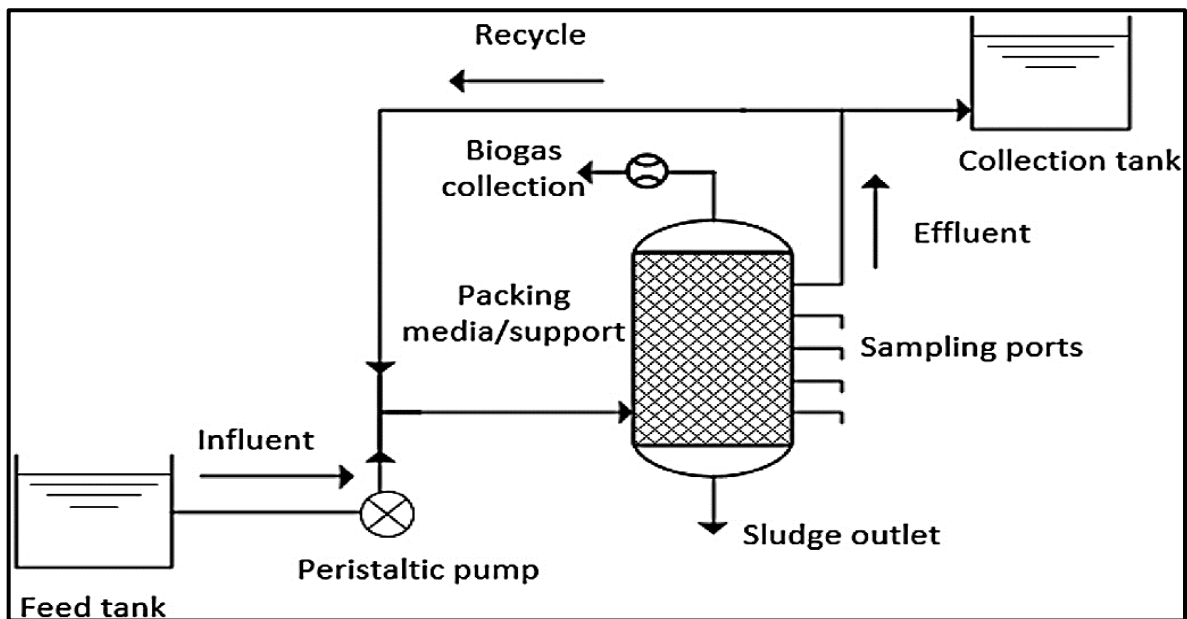 Recycle
Biogas
collection
Collection tank
Effluent
Packing
media/support
Sampling ports
Influent
Sludge outlet
Peristaltic pump
Feed tank